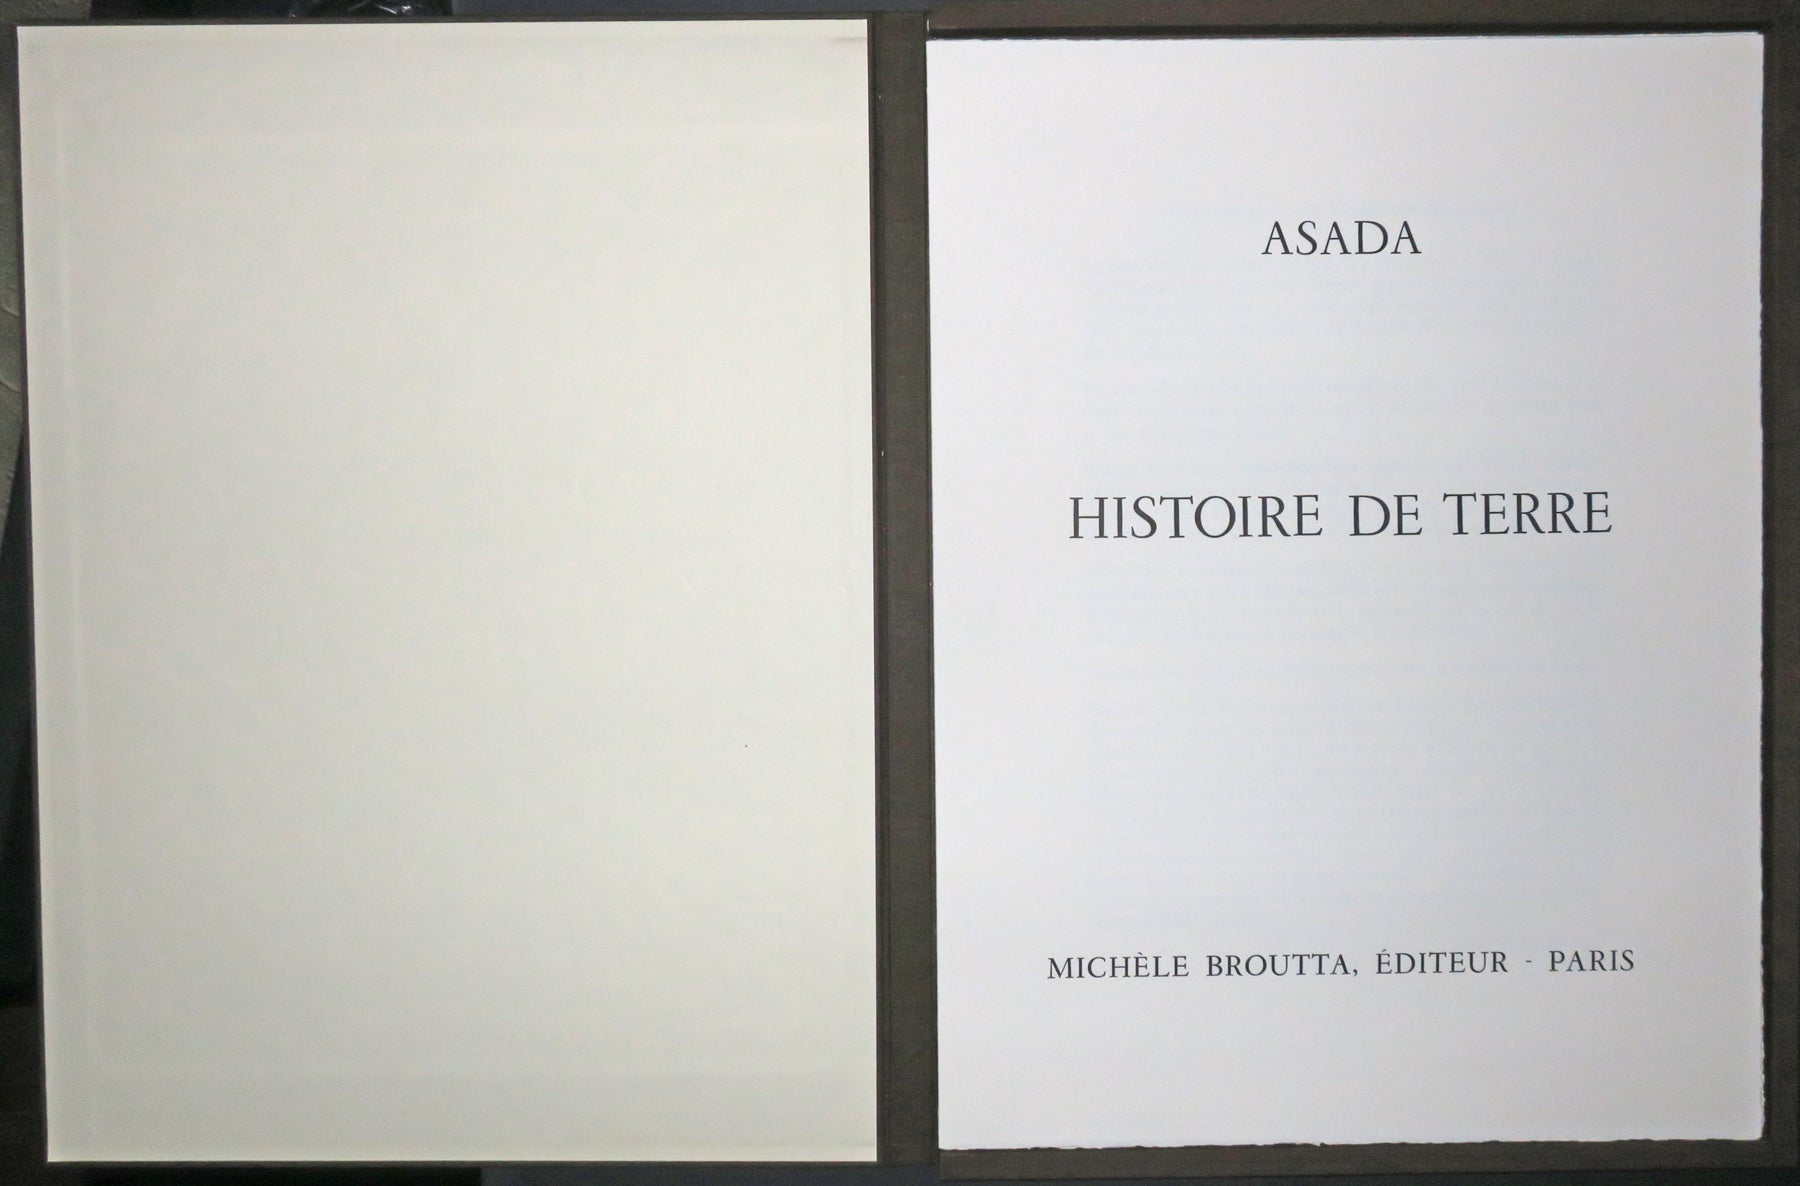 ASADA
HISTOIRE DE TERRE
MICHÈLE BROUTTA, ÉDITEUR - PARIS